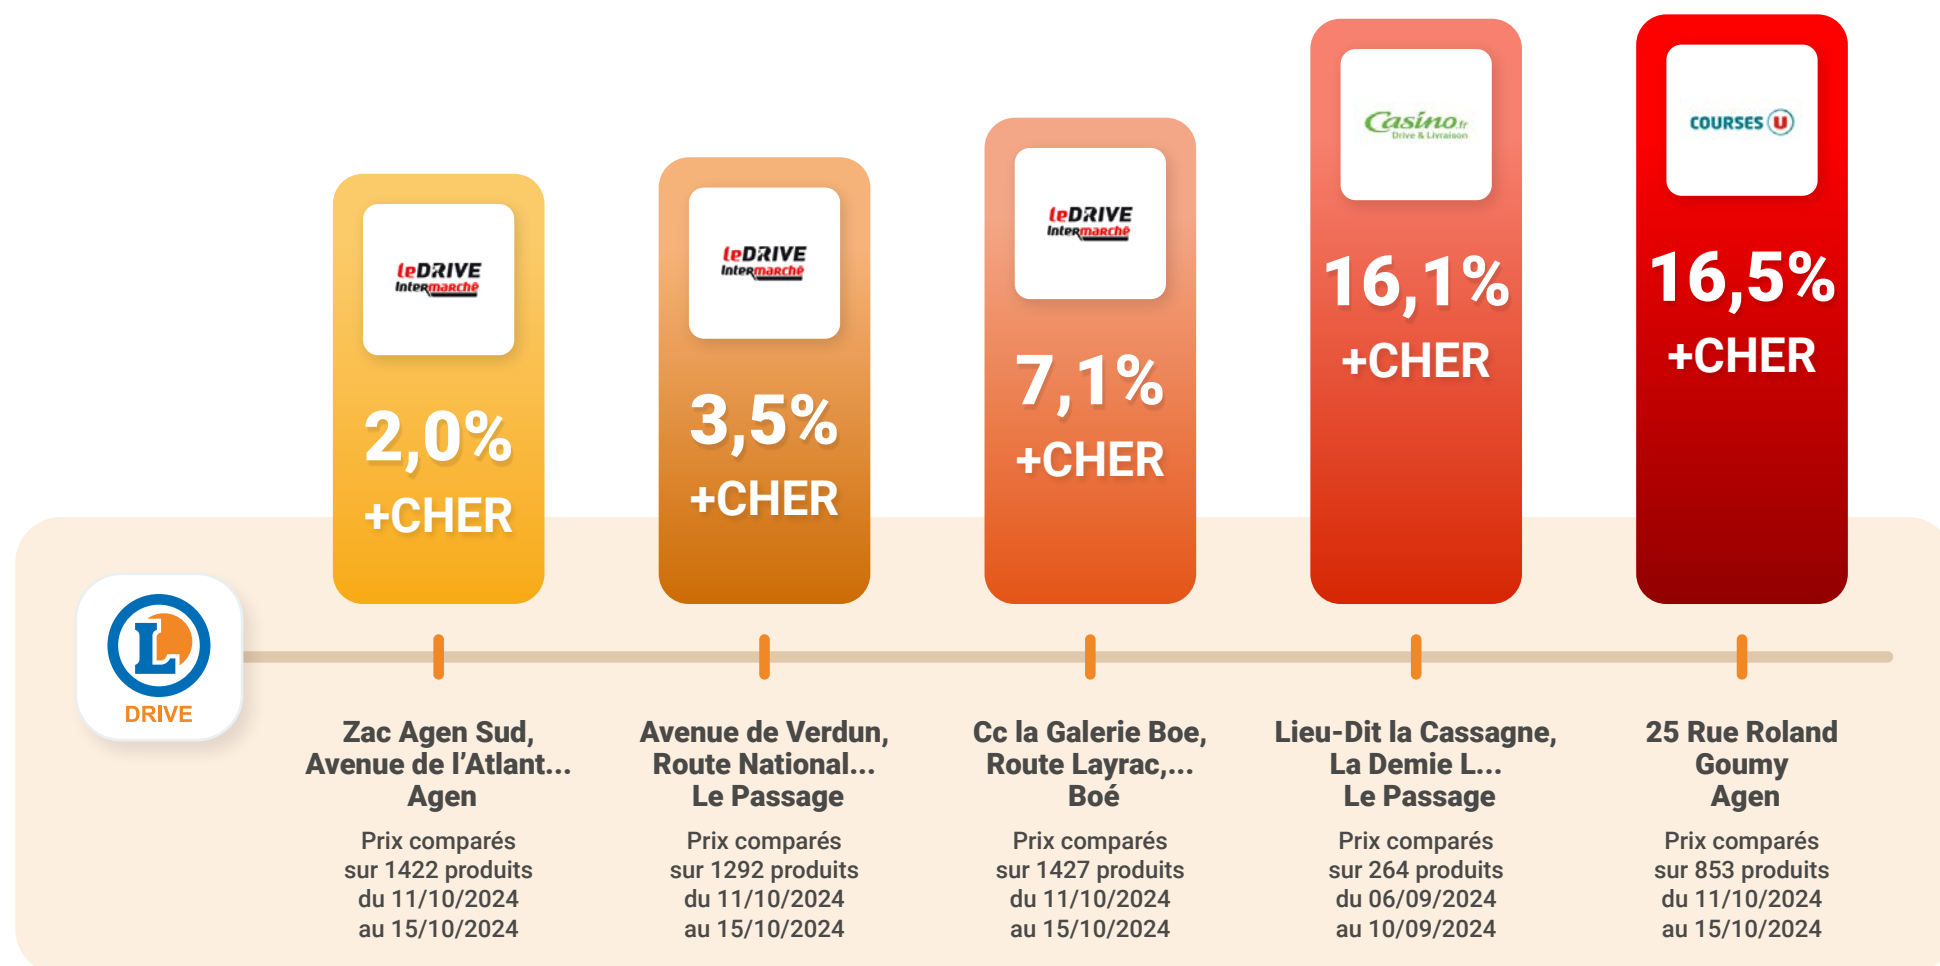 leDRIVE
Intermarché
2,0%
+CHER
leDRIVE
Intermarché
3,5%
+CHER
leDRIVE
Intermarché
7,1%
+CHER
Casino.fr
Drive & Livraison
16,1%
+CHER
COURSES U
16,5%
+CHER
L
DRIVE
Zac Agen Sud,
Avenue de l’Atlant...
Agen
Prix comparés
sur 1422 produits
du 11/10/2024
au 15/10/2024
Avenue de Verdun,
Route National...
Le Passage
Prix comparés
sur 1292 produits
du 11/10/2024
au 15/10/2024
Cc la Galerie Boe,
Route Layrac,...
Boé
Prix comparés
sur 1427 produits
du 11/10/2024
au 15/10/2024
Lieu-Dit la Cassagne,
La Demie L...
Le Passage
Prix comparés
sur 264 produits
du 06/09/2024
au 10/09/2024
25 Rue Roland
Goumy
Agen
Prix comparés
sur 853 produits
du 11/10/2024
au 15/10/2024